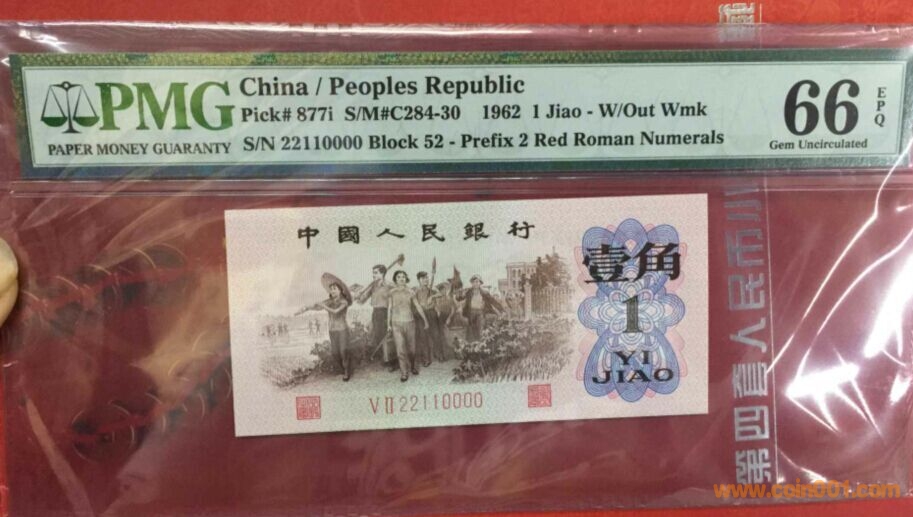 China / Peoples Republic
PMG
Pick# 877i S/M#C284-30 1962 1 Jiao - W/Out Wmk
PAPER MONEY GUARANTY
S/N 22110000 Block 52 - Prefix 2 Red Roman Numerals
66
EPQ
Gem Uncirculated
中國人民銀行
壹角
1
YI
JIAO
VⅡ22110000
第四套人民币小
www.coin001.com